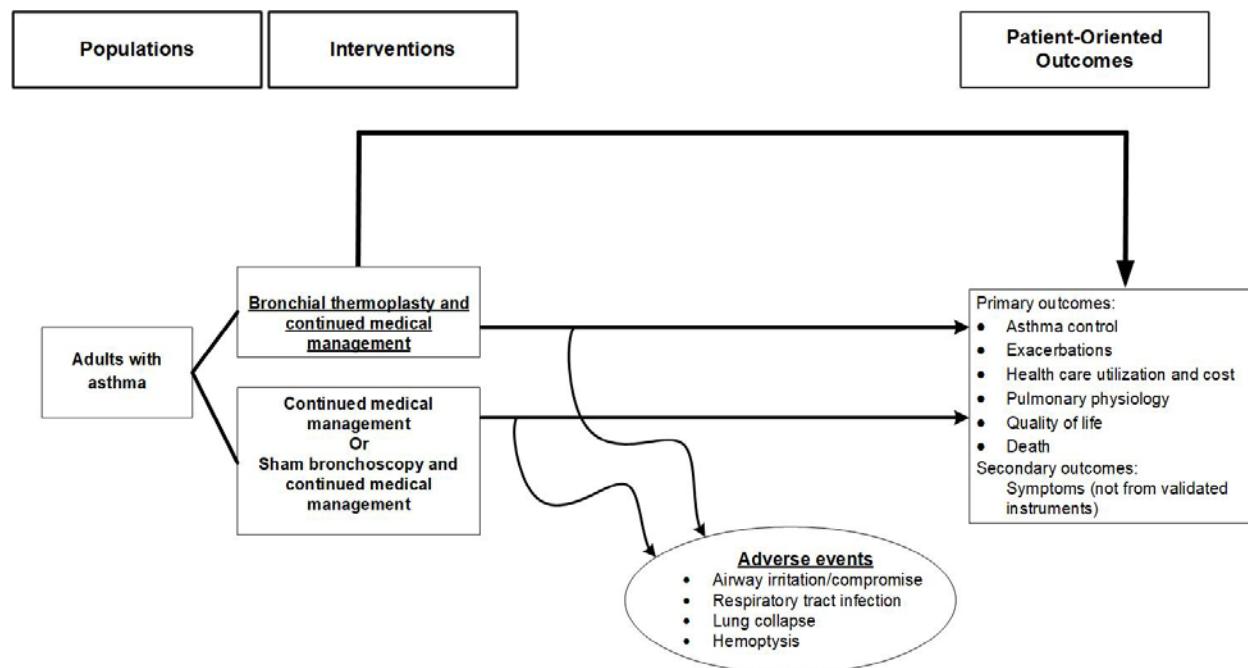 Populations
Interventions
Patient-Oriented
Outcomes
Bronchial thermoplasty and
continued medical
management
Adults with
asthma
Continued medical
management
Or
Sham bronchoscopy and
continued medical
management
Primary outcomes:
● Asthma control
● Exacerbations
● Health care utilization and cost
● Pulmonary physiology
● Quality of life
● Death
Secondary outcomes:
Symptoms (not from validated
instruments)
Adverse events
● Airway irritation/compromise
● Respiratory tract infection
● Lung collapse
● Hemoptysis